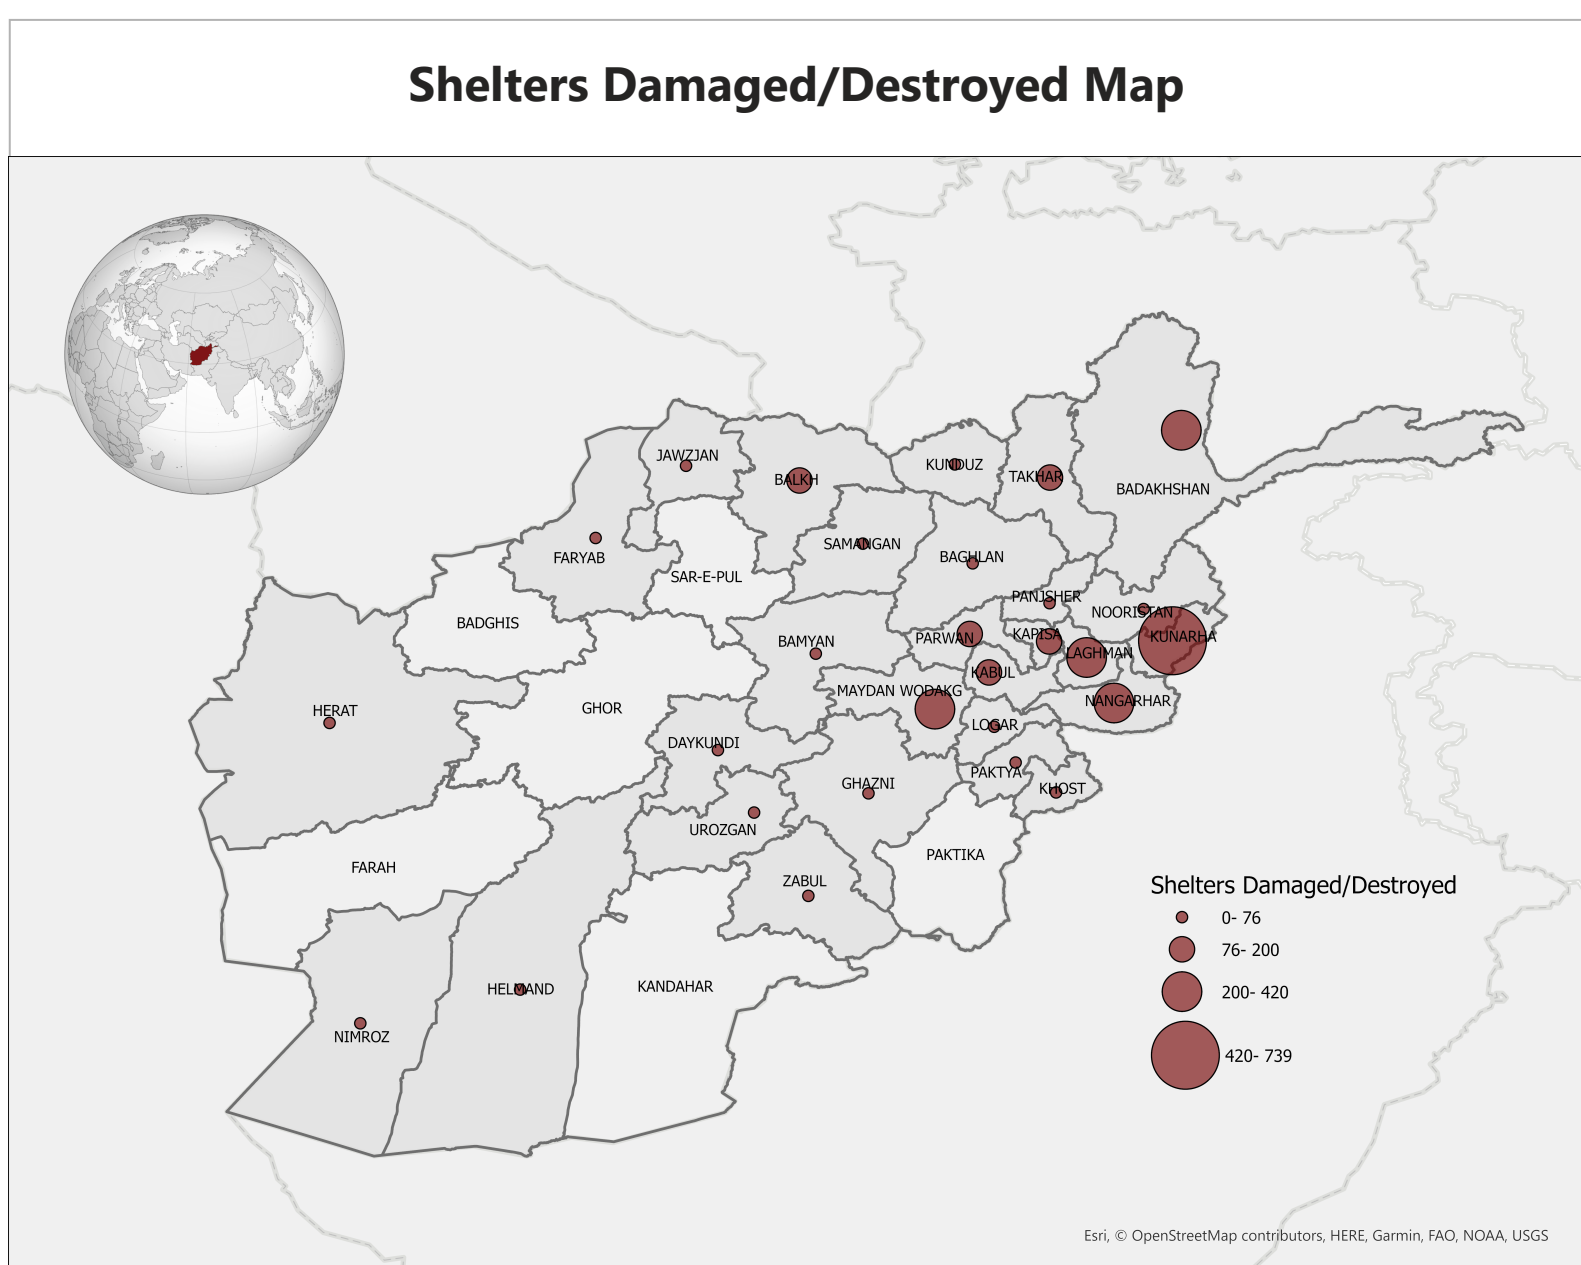 Shelters Damaged/Destroyed Map
JAWZJAN
KUNDUZ
BALKH
TAKHAR
BADAKHSHAN
SAMANGAN
FARYAB
BAGHLAN
SAR-E-PUL
PANJSHER
NOORISTAN
BADGHIS
KAPISA
KUNARHA
PARWAN
BAMYAN
LAGHMAN
KABUL
MAYDAN WODAKG
NANGARHAR
GHOR
HERAT
LOGAR
DAYKUNDI
PAKTYA
GHAZNI
KHOST
UROZGAN
PAKTIKA
FARAH
ZABUL
Shelters Damaged/Destroyed
0- 76
76- 200
200- 420
420- 739
KANDAHAR
HELMAND
NIMROZ
Esri, © OpenStreetMap contributors, HERE, Garmin, FAO, NOAA, USGS